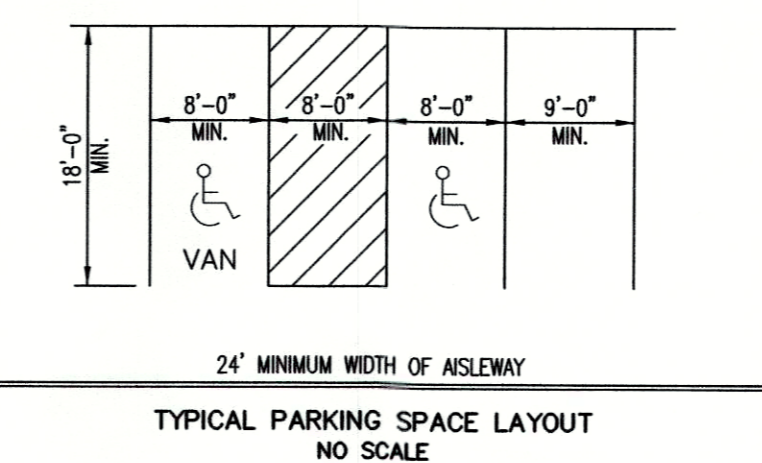 8'-0" 8'-0" 8'-0" 9'-0"
MIN. MIN. MIN. MIN.
18'-0"
MIN.
VAN
24' MINIMUM WIDTH OF AISLEWAY
TYPICAL PARKING SPACE LAYOUT
NO SCALE